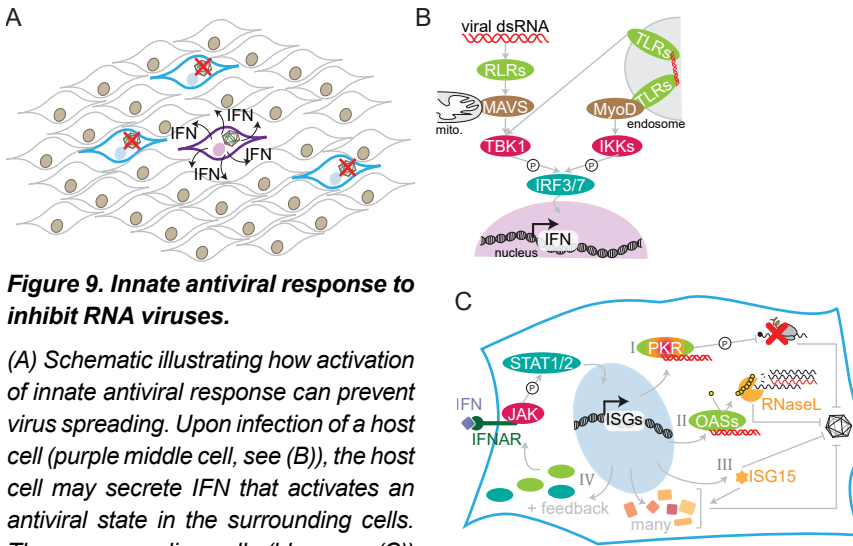 A
IFN
IFN
IFN
IFN
Figure 9. Innate antiviral response to
inhibit RNA viruses.
(A) Schematic illustrating how activation
of innate antiviral response can prevent
virus spreading. Upon infection of a host
cell (purple middle cell, see (B)), the host
cell may secrete IFN that activates an
antiviral state in the surrounding cells.
B
viral dsRNA
TLRs
RLRs
TLRs
MAVS
MyoD
mito.
endosome
TBK1
IKKs
P
P
IRF3/7
IFN
nucleus
C
STAT1/2
I
PKR
P
P
IFN
JAK
IFNAR
ISGs
RNaseL
II
OASs
III
ISG15
IV
+ feedback
many